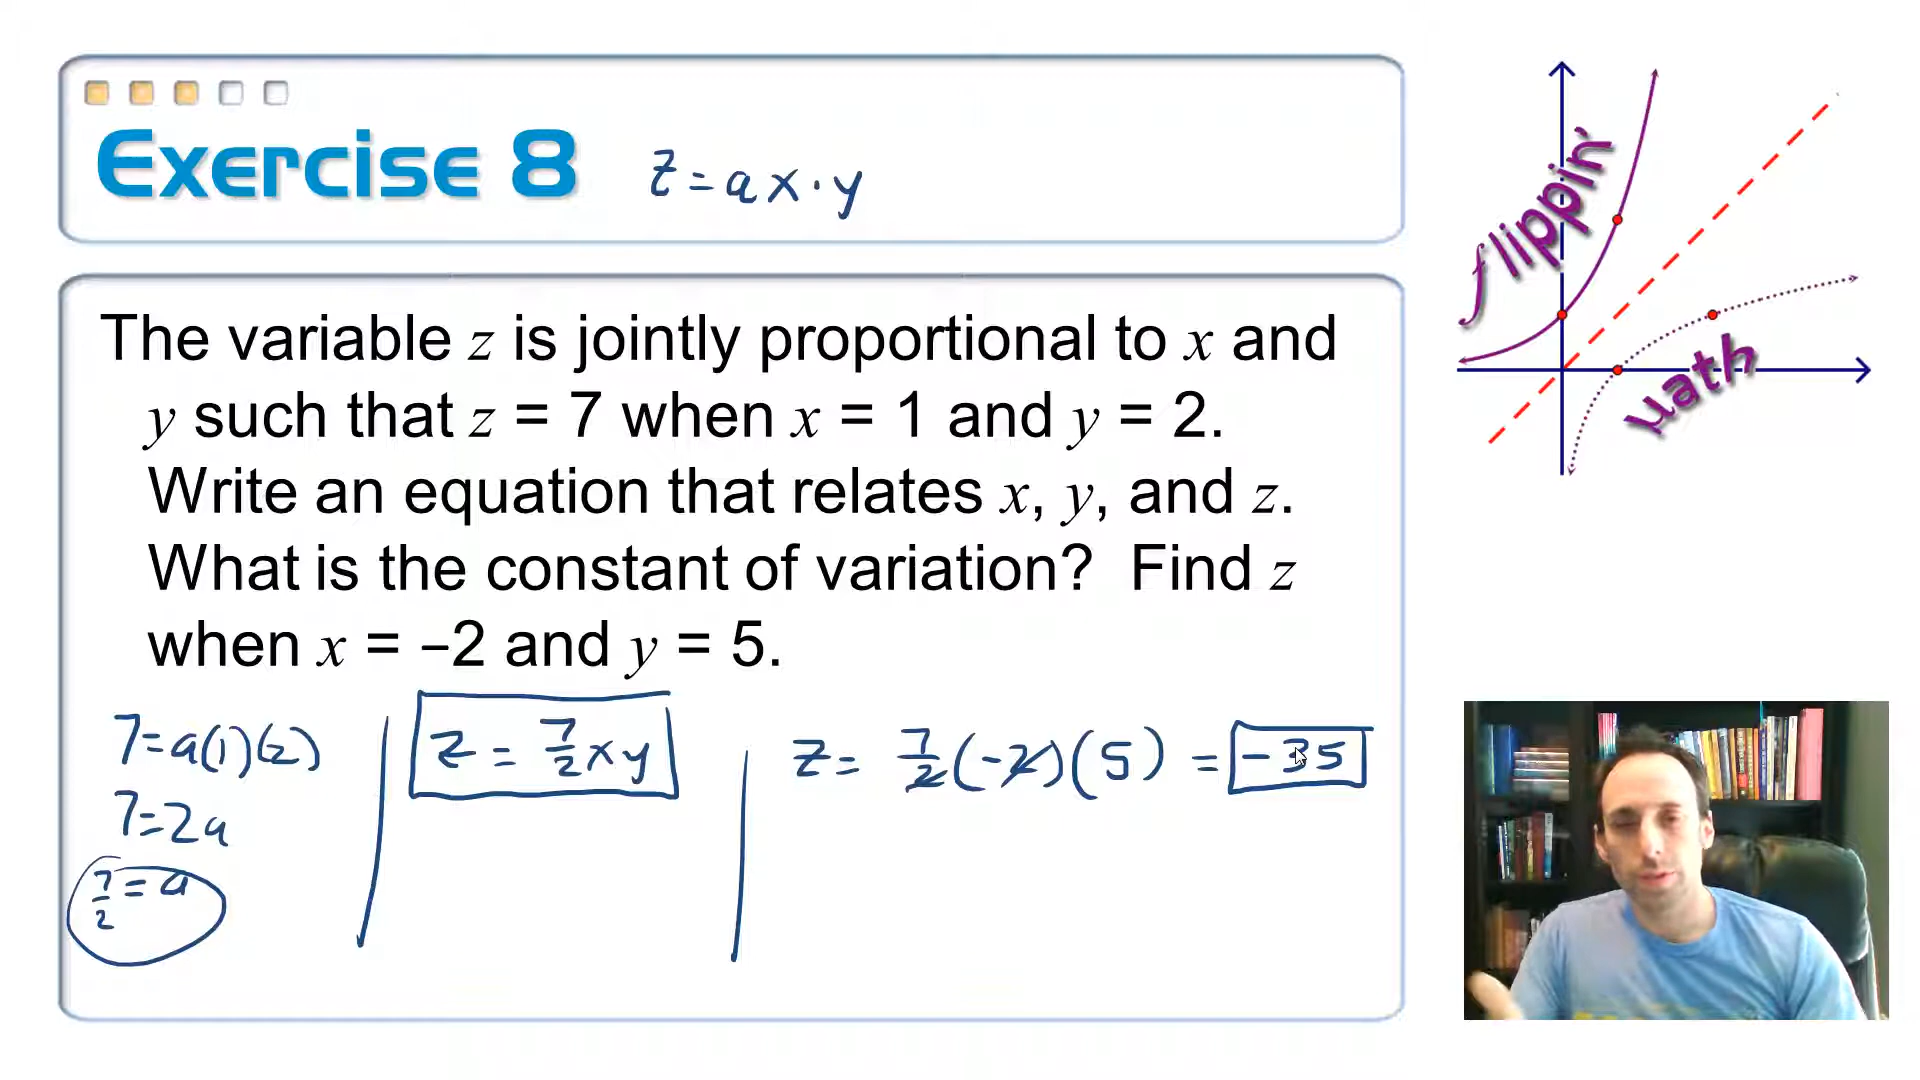 Exercise 8 z = ax · y
The variable z is jointly proportional to x and
y such that z = 7 when x = 1 and y = 2.
Write an equation that relates x, y, and z.
What is the constant of variation? Find z
when x = −2 and y = 5.
7 = a(1)(2)
7 = 2a
7/2 = a
z = 7/2 xy
z = 7/2 (-2)(5) = -35
flippin'
math